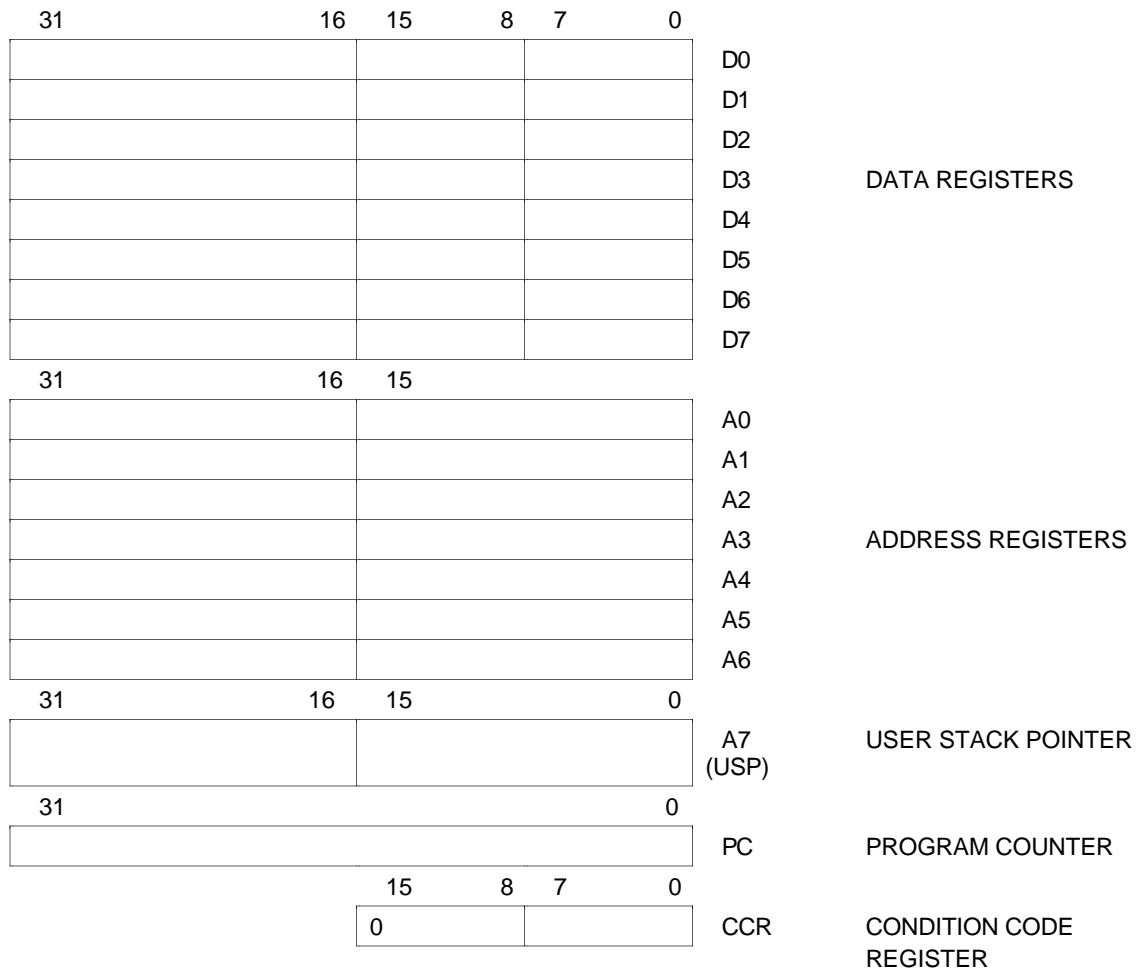 31 16 15 8 7 0
D0
D1
D2
D3 DATA REGISTERS
D4
D5
D6
D7
31 16 15
A0
A1
A2
A3 ADDRESS REGISTERS
A4
A5
A6
31 16 15 0
A7 USER STACK POINTER
(USP)
31 0
PC PROGRAM COUNTER
15 8 7 0
0 CCR CONDITION CODE
REGISTER